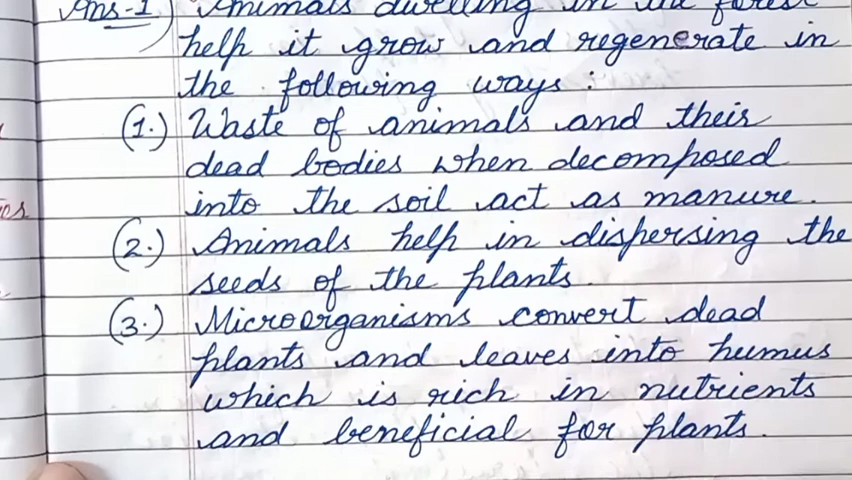 Ans-1) Animals dwelling in the forest
help it grow and regenerate in
the following ways :
(1.) Waste of animals and their
dead bodies when decomposed
into the soil act as manure.
(2.) Animals help in dispersing the
seeds of the plants.
(3.) Microorganisms convert dead
plants and leaves into humus
which is rich in nutrients
and beneficial for plants.